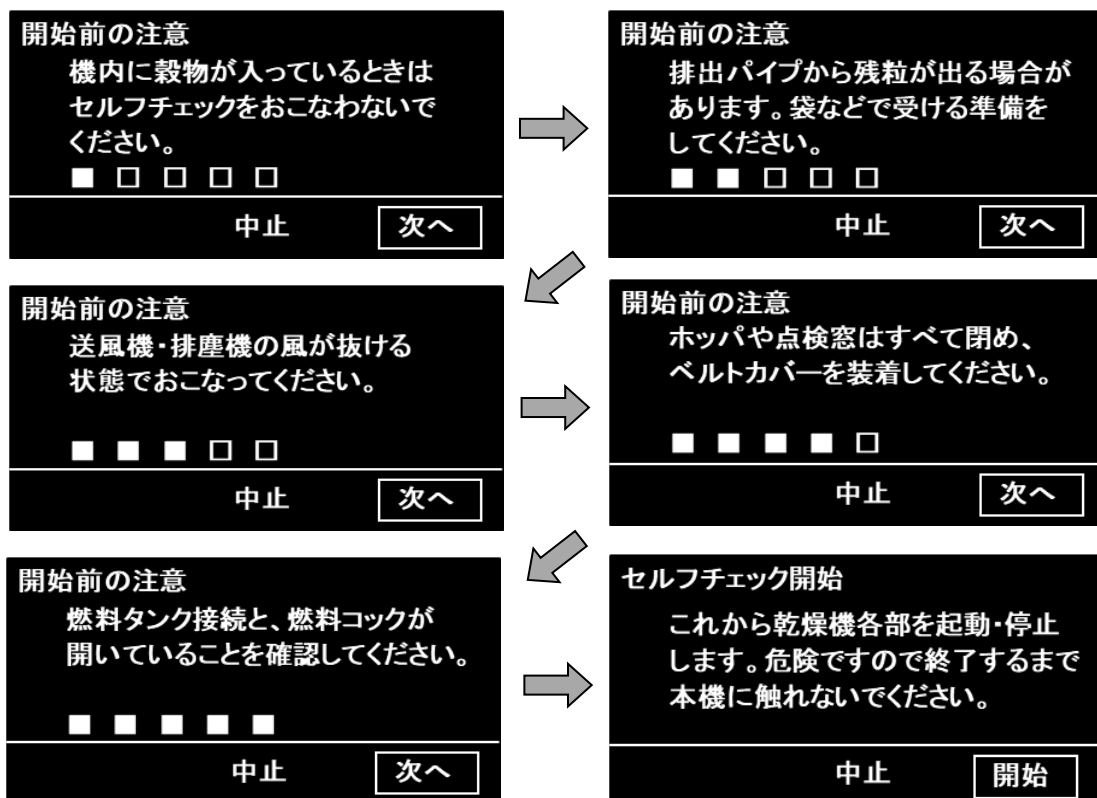 開始前の注意
機内に穀物が入っているときは
セルフチェックをおこなわないで
ください。
■ □ □ □ □
中止 次へ
開始前の注意
排出パイプから残粒が出る場合が
あります。袋などで受ける準備を
してください。
■ ■ □ □ □
中止 次へ
開始前の注意
送風機・排塵機の風が抜ける
状態でおこなってください。
■ ■ ■ □ □
中止 次へ
開始前の注意
ホッパや点検窓はすべて閉め、
ベルトカバーを装着してください。
■ ■ ■ ■ □
中止 次へ
開始前の注意
燃料タンク接続と、燃料コックが
開いていることを確認してください。
■ ■ ■ ■ ■
中止 次へ
セルフチェック開始
これから乾燥機各部を起動・停止
します。危険ですので終了するまで
本機に触れないでください。
中止 開始